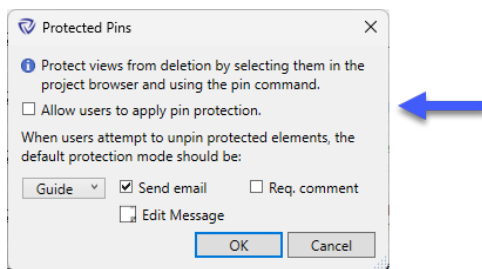 Protected Pins
Protect views from deletion by selecting them in the
project browser and using the pin command.
Allow users to apply pin protection.
When users attempt to unpin protected elements, the
default protection mode should be:
Guide Send email Req. comment
Edit Message
OK Cancel